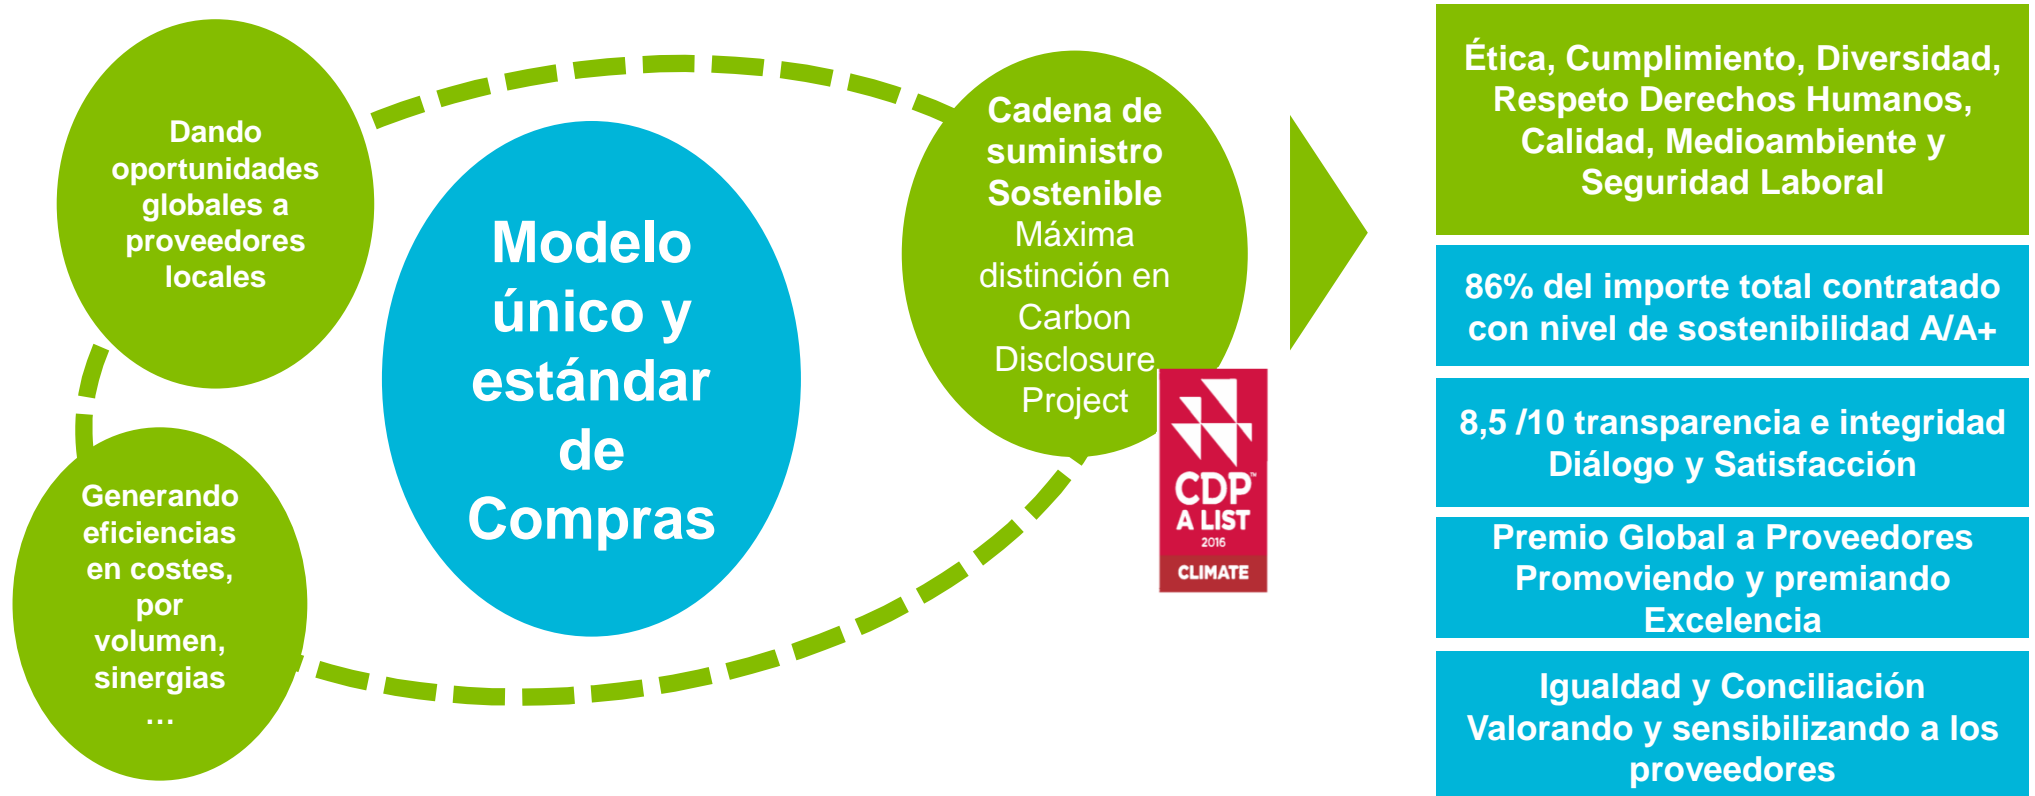 Dando
oportunidades
globales a
proveedores
locales
Generando
eficiencias
en costes,
por
volumen,
sinergias
…
Modelo
único y
estándar
de
Compras
Cadena de
suministro
Sostenible
Máxima
distinción en
Carbon
Disclosure
Project
CDP™
A LIST
2016
CLIMATE
Ética, Cumplimiento, Diversidad,
Respeto Derechos Humanos,
Calidad, Medioambiente y
Seguridad Laboral
86% del importe total contratado
con nivel de sostenibilidad A/A+
8,5 /10 transparencia e integridad
Diálogo y Satisfacción
Premio Global a Proveedores
Promoviendo y premiando
Excelencia
Igualdad y Conciliación
Valorando y sensibilizando a los
proveedores